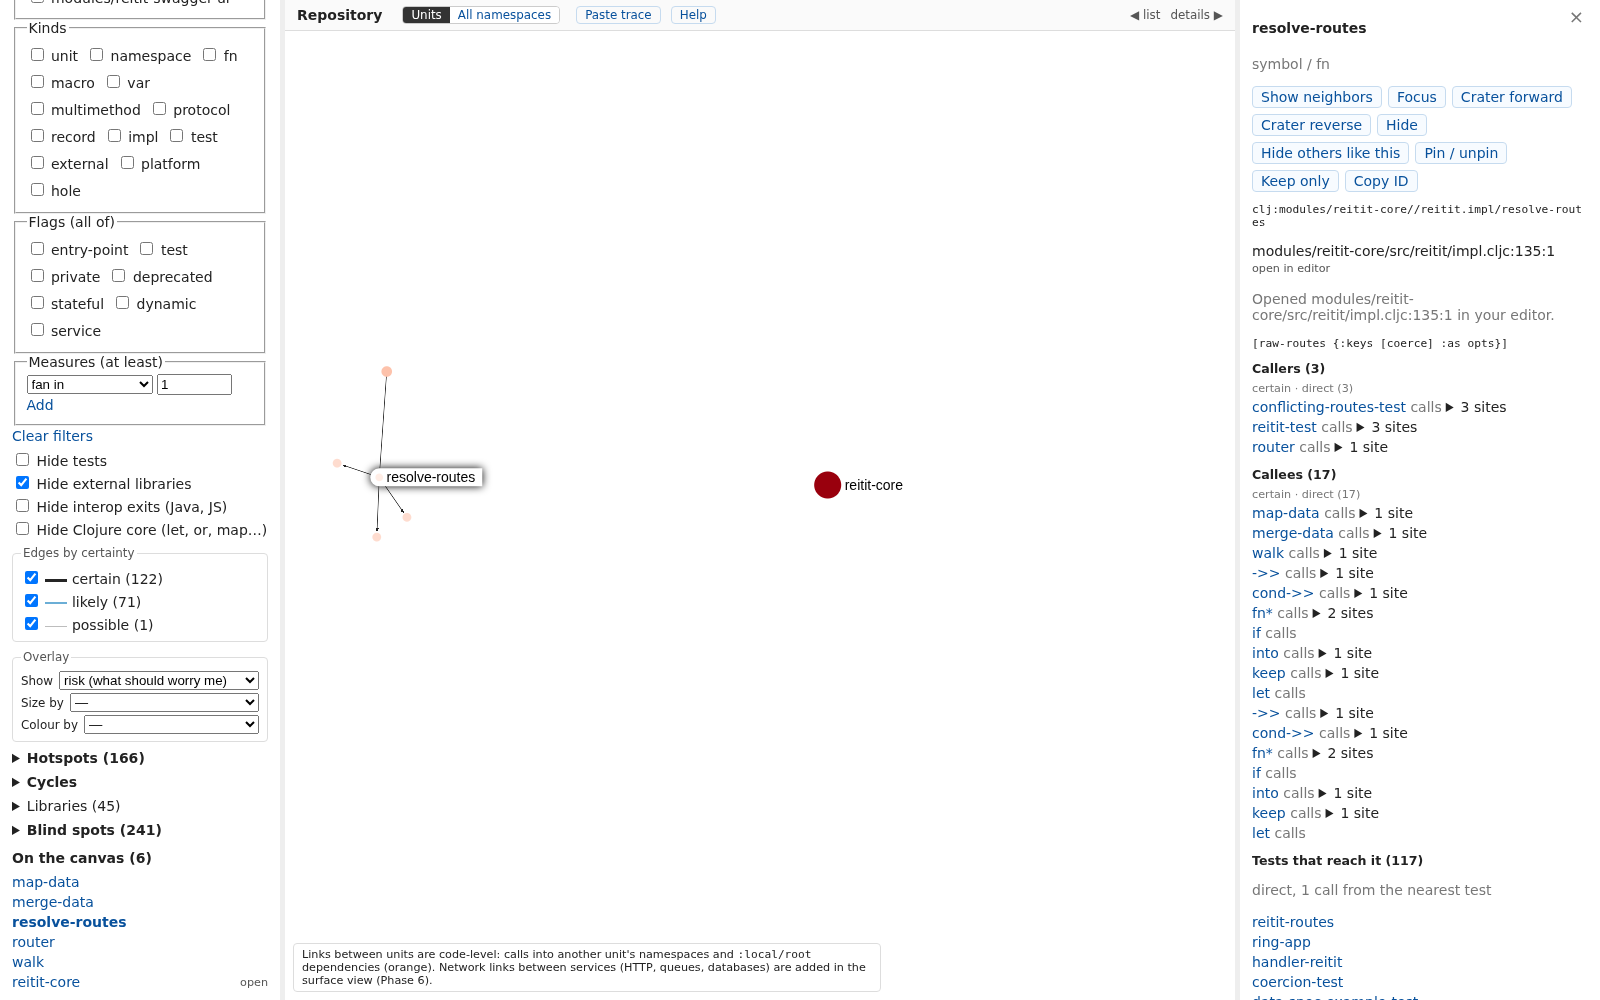 modules/reitit-swagger-ui
Kinds
unit namespace fn
macro var
multimethod protocol
record impl test
external platform
hole
Flags (all of)
entry-point test
private deprecated
stateful dynamic
service
Measures (at least)
fan in 1
Add
Clear filters
Hide tests
Hide external libraries
Hide interop exits (Java, JS)
Hide Clojure core (let, or, map…)
Edges by certainty
certain (122)
likely (71)
possible (1)
Overlay
Show risk (what should worry me)
Size by —
Colour by —
Hotspots (166)
Cycles
Libraries (45)
Blind spots (241)
On the canvas (6)
map-data
merge-data
resolve-routes
router
walk
reitit-core open
Repository Units All namespaces Paste trace Help ◀ list details ▶
resolve-routes
reitit-core
Links between units are code-level: calls into another unit's namespaces and :local/root
dependencies (orange). Network links between services (HTTP, queues, databases) are added in the
surface view (Phase 6).
×
resolve-routes
symbol / fn
Show neighbors Focus Crater forward
Crater reverse Hide
Hide others like this Pin / unpin
Keep only Copy ID
clj:modules/reitit-core//reitit.impl/resolve-rout
es
modules/reitit-core/src/reitit/impl.cljc:135:1
open in editor
Opened modules/reitit-
core/src/reitit/impl.cljc:135:1 in your editor.
[raw-routes {:keys [coerce] :as opts}]
Callers (3)
certain · direct (3)
conflicting-routes-test calls ▶ 3 sites
reitit-test calls ▶ 3 sites
router calls ▶ 1 site
Callees (17)
certain · direct (17)
map-data calls ▶ 1 site
merge-data calls ▶ 1 site
walk calls ▶ 1 site
->> calls ▶ 1 site
cond->> calls ▶ 1 site
fn* calls ▶ 2 sites
if calls
into calls ▶ 1 site
keep calls ▶ 1 site
let calls
->> calls ▶ 1 site
cond->> calls ▶ 1 site
fn* calls ▶ 2 sites
if calls
into calls ▶ 1 site
keep calls ▶ 1 site
let calls
Tests that reach it (117)
direct, 1 call from the nearest test
reitit-routes
ring-app
handler-reitit
coercion-test
data-spec-example-test